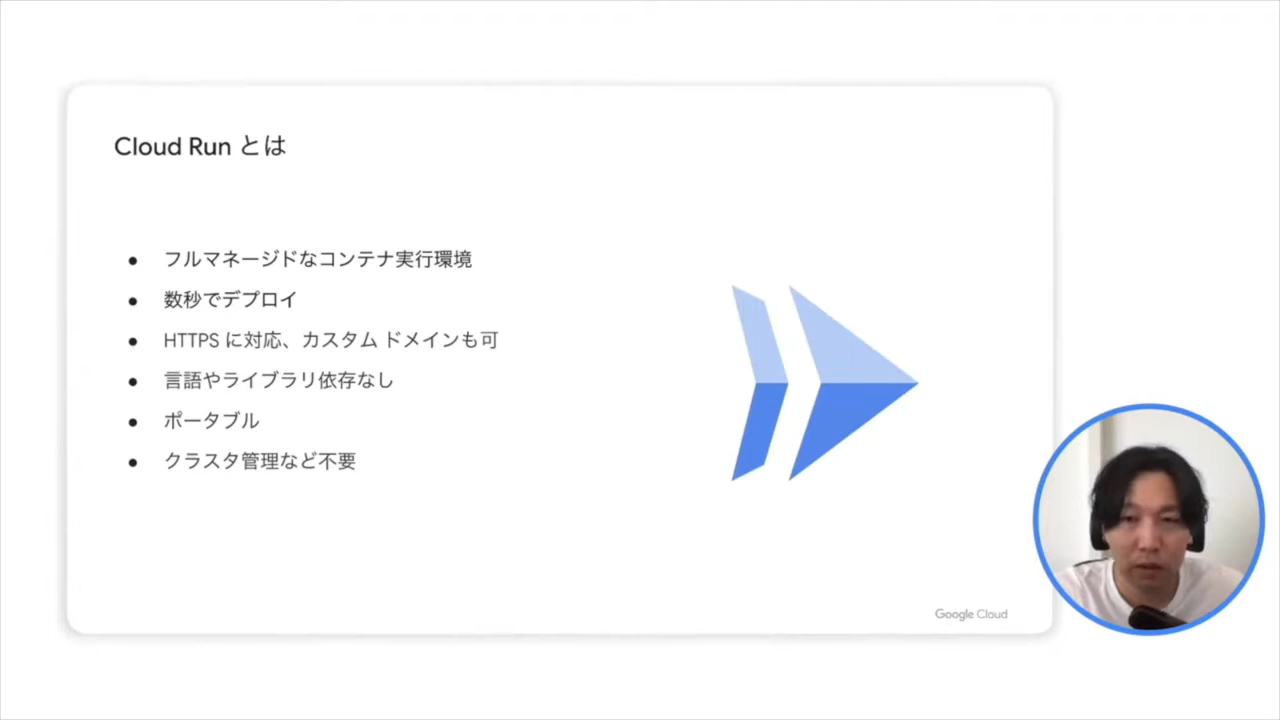 Cloud Run とは
● フルマネージドなコンテナ実行環境
● 数秒でデプロイ
● HTTPS に対応、カスタム ドメインも可
● 言語やライブラリ依存なし
● ポータブル
● クラスタ管理など不要
Google Cloud